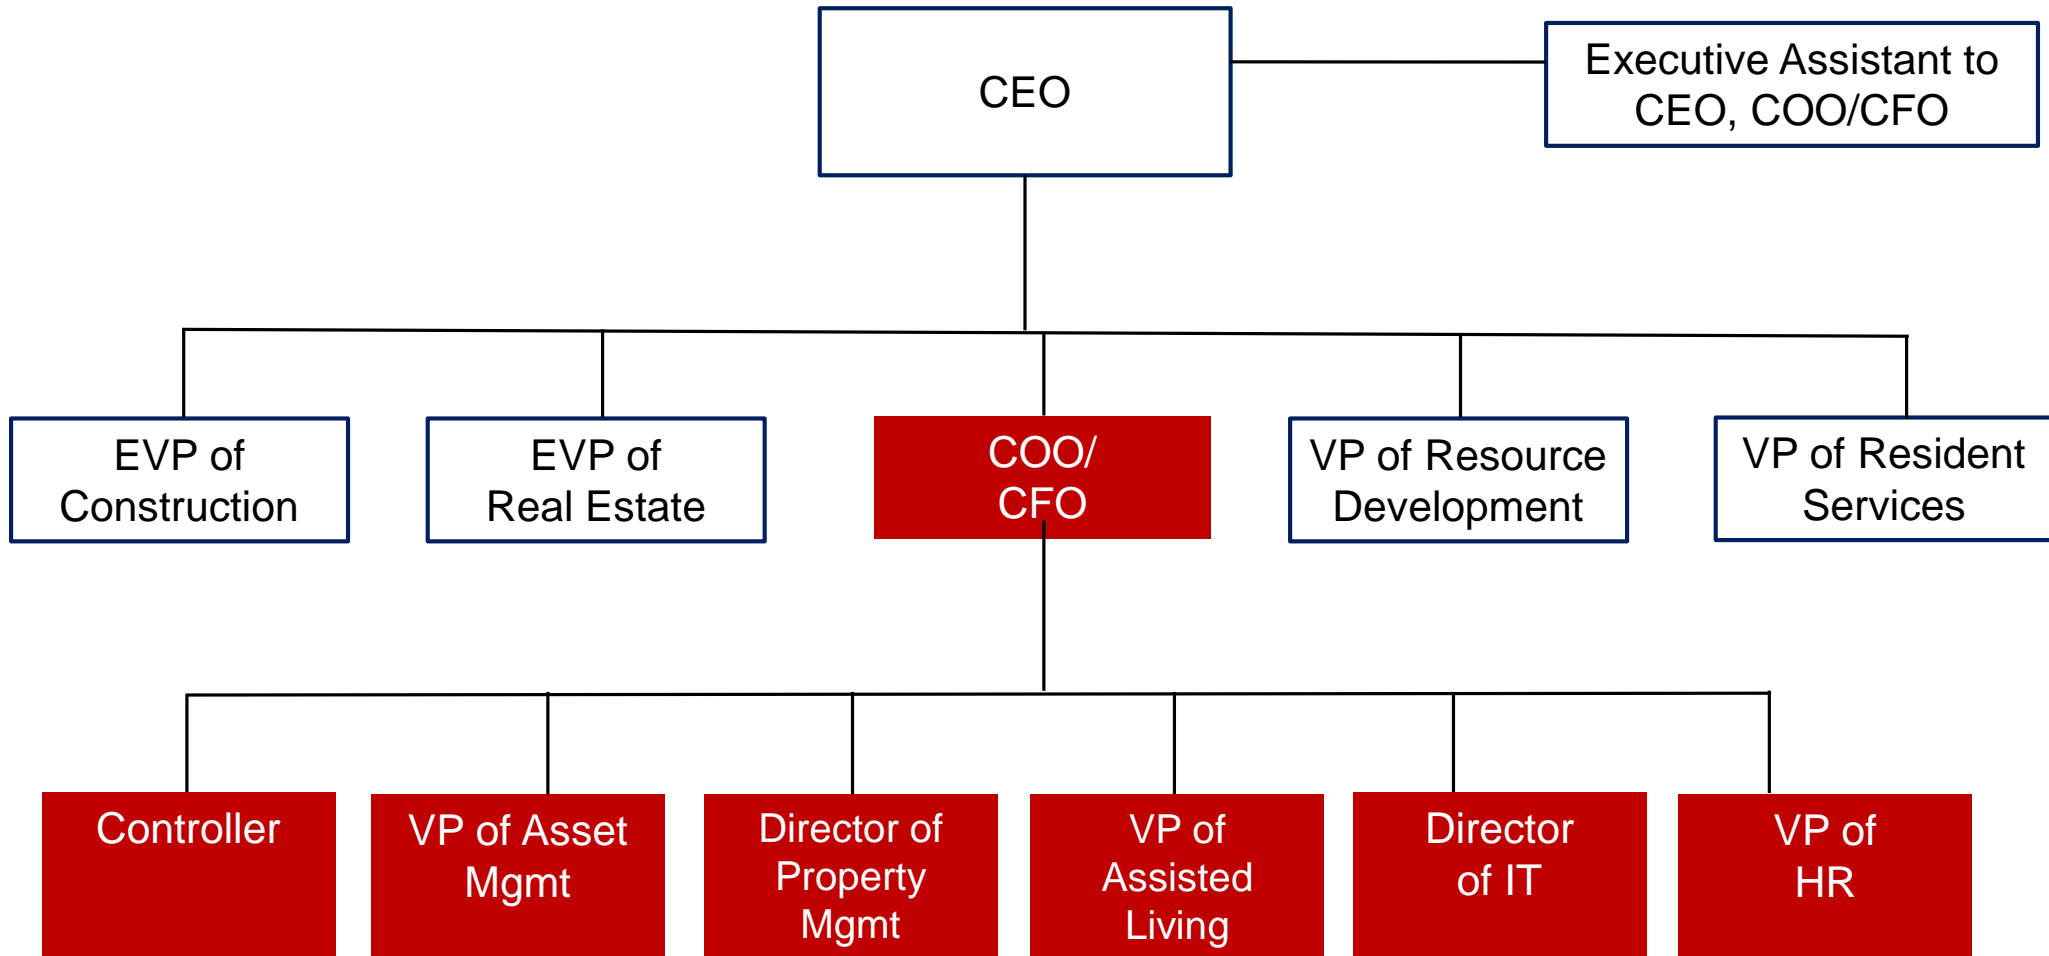 CEO
Executive Assistant to
CEO, COO/CFO
EVP of
Construction
EVP of
Real Estate
COO/
CFO
VP of Resource
Development
VP of Resident
Services
Controller
VP of Asset
Mgmt
Director of
Property
Mgmt
VP of
Assisted
Living
Director
of IT
VP of
HR